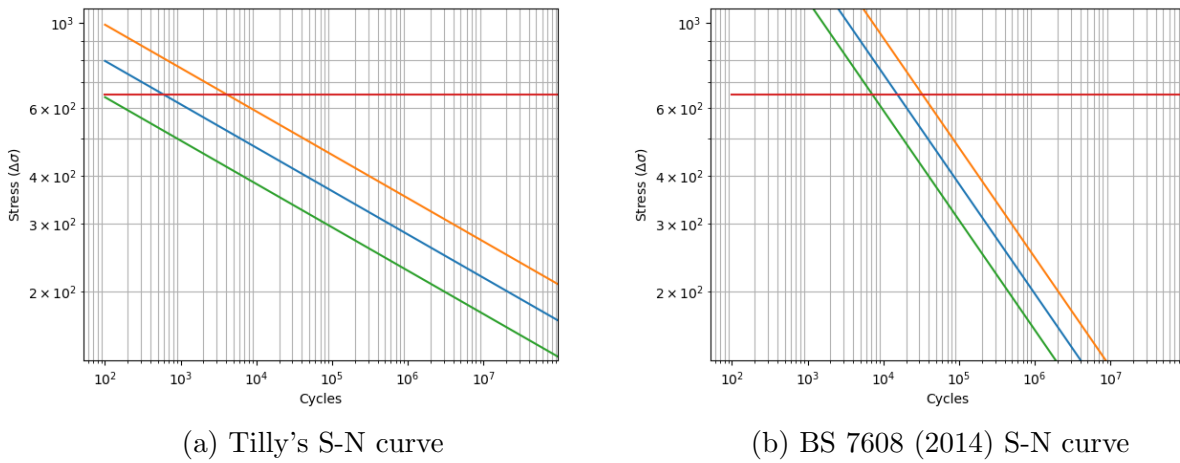 10³
6 × 10²
4 × 10²
3 × 10²
2 × 10²
Stress (Δσ)
10² 10³ 10⁴ 10⁵ 10⁶ 10⁷
Cycles
(a) Tilly's S-N curve
10³
6 × 10²
4 × 10²
3 × 10²
2 × 10²
Stress (Δσ)
10² 10³ 10⁴ 10⁵ 10⁶ 10⁷
Cycles
(b) BS 7608 (2014) S-N curve